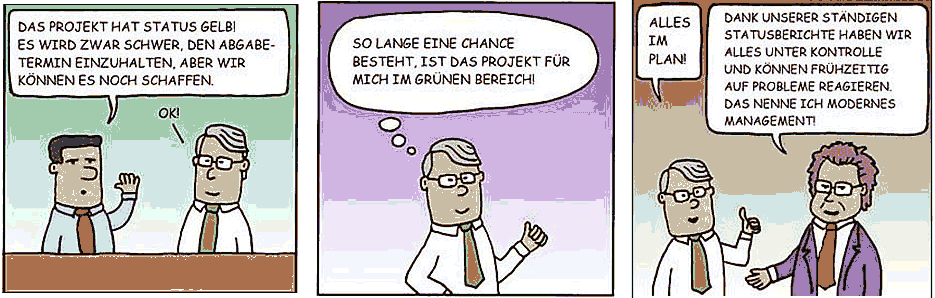 DAS PROJEKT HAT STATUS GELB!
ES WIRD ZWAR SCHWER, DEN ABGABE-
TERMIN EINZUHALTEN, ABER WIR
KÖNNEN ES NOCH SCHAFFEN.
OK!
SO LANGE EINE CHANCE
BESTEHT, IST DAS PROJEKT FÜR
MICH IM GRÜNEN BEREICH!
ALLES
IM
PLAN!
DANK UNSERER STÄNDIGEN
STATUSBERICHTE HABEN WIR
ALLES UNTER KONTROLLE
UND KÖNNEN FRÜHZEITIG
AUF PROBLEME REAGIEREN.
DAS NENNE ICH MODERNES
MANAGEMENT!